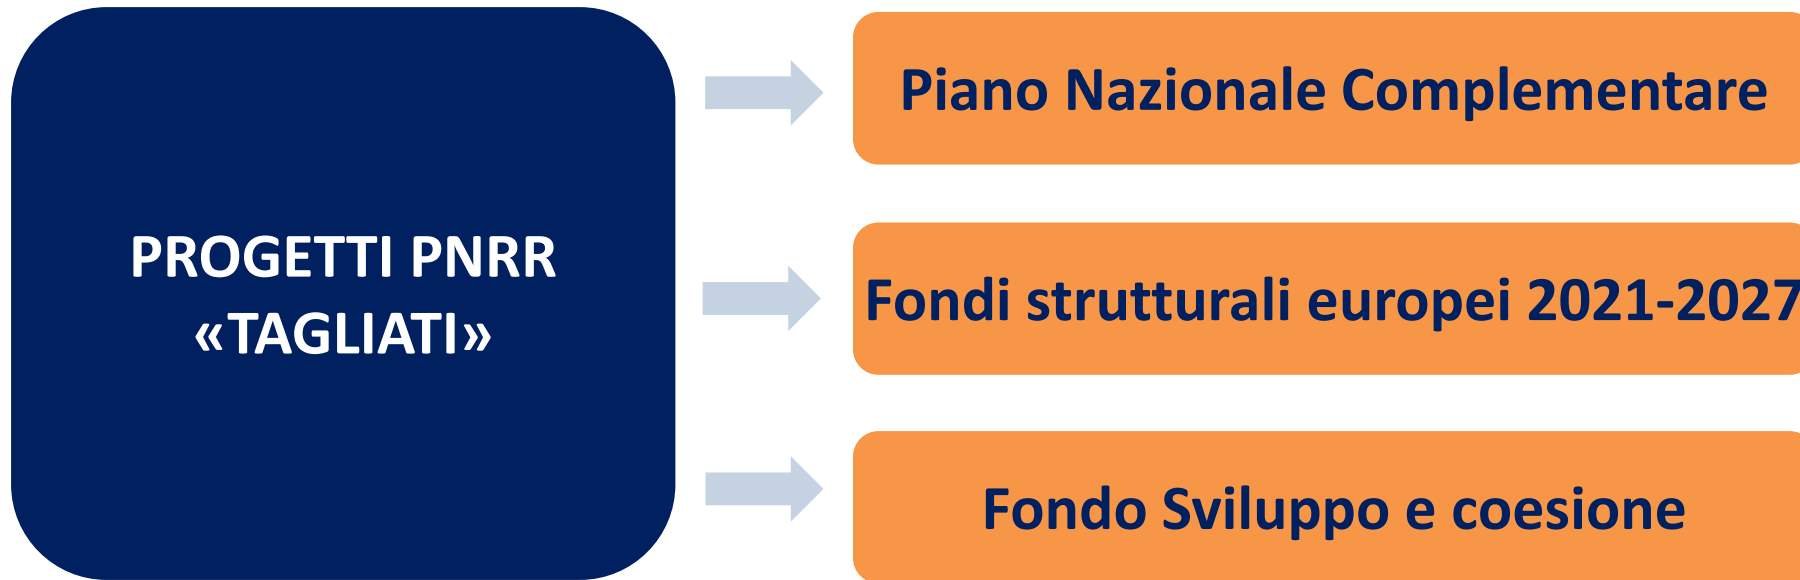 PROGETTI PNRR
«TAGLIATI»
Piano Nazionale Complementare
Fondi strutturali europei 2021-2027
Fondo Sviluppo e coesione